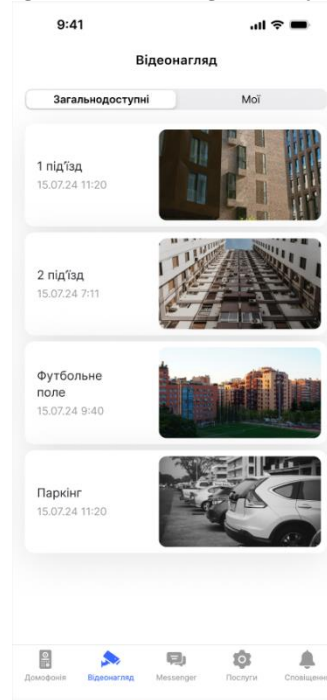 9:41
Відеонагляд
Загальнодоступні
Мої
1 під'їзд
15.07.24 11:20
2 під'їзд
15.07.24 7:11
Футбольне
поле
15.07.24 9:40
Паркінг
15.07.24 11:20
Домофонія
Відеонагляд
Messenger
Послуги